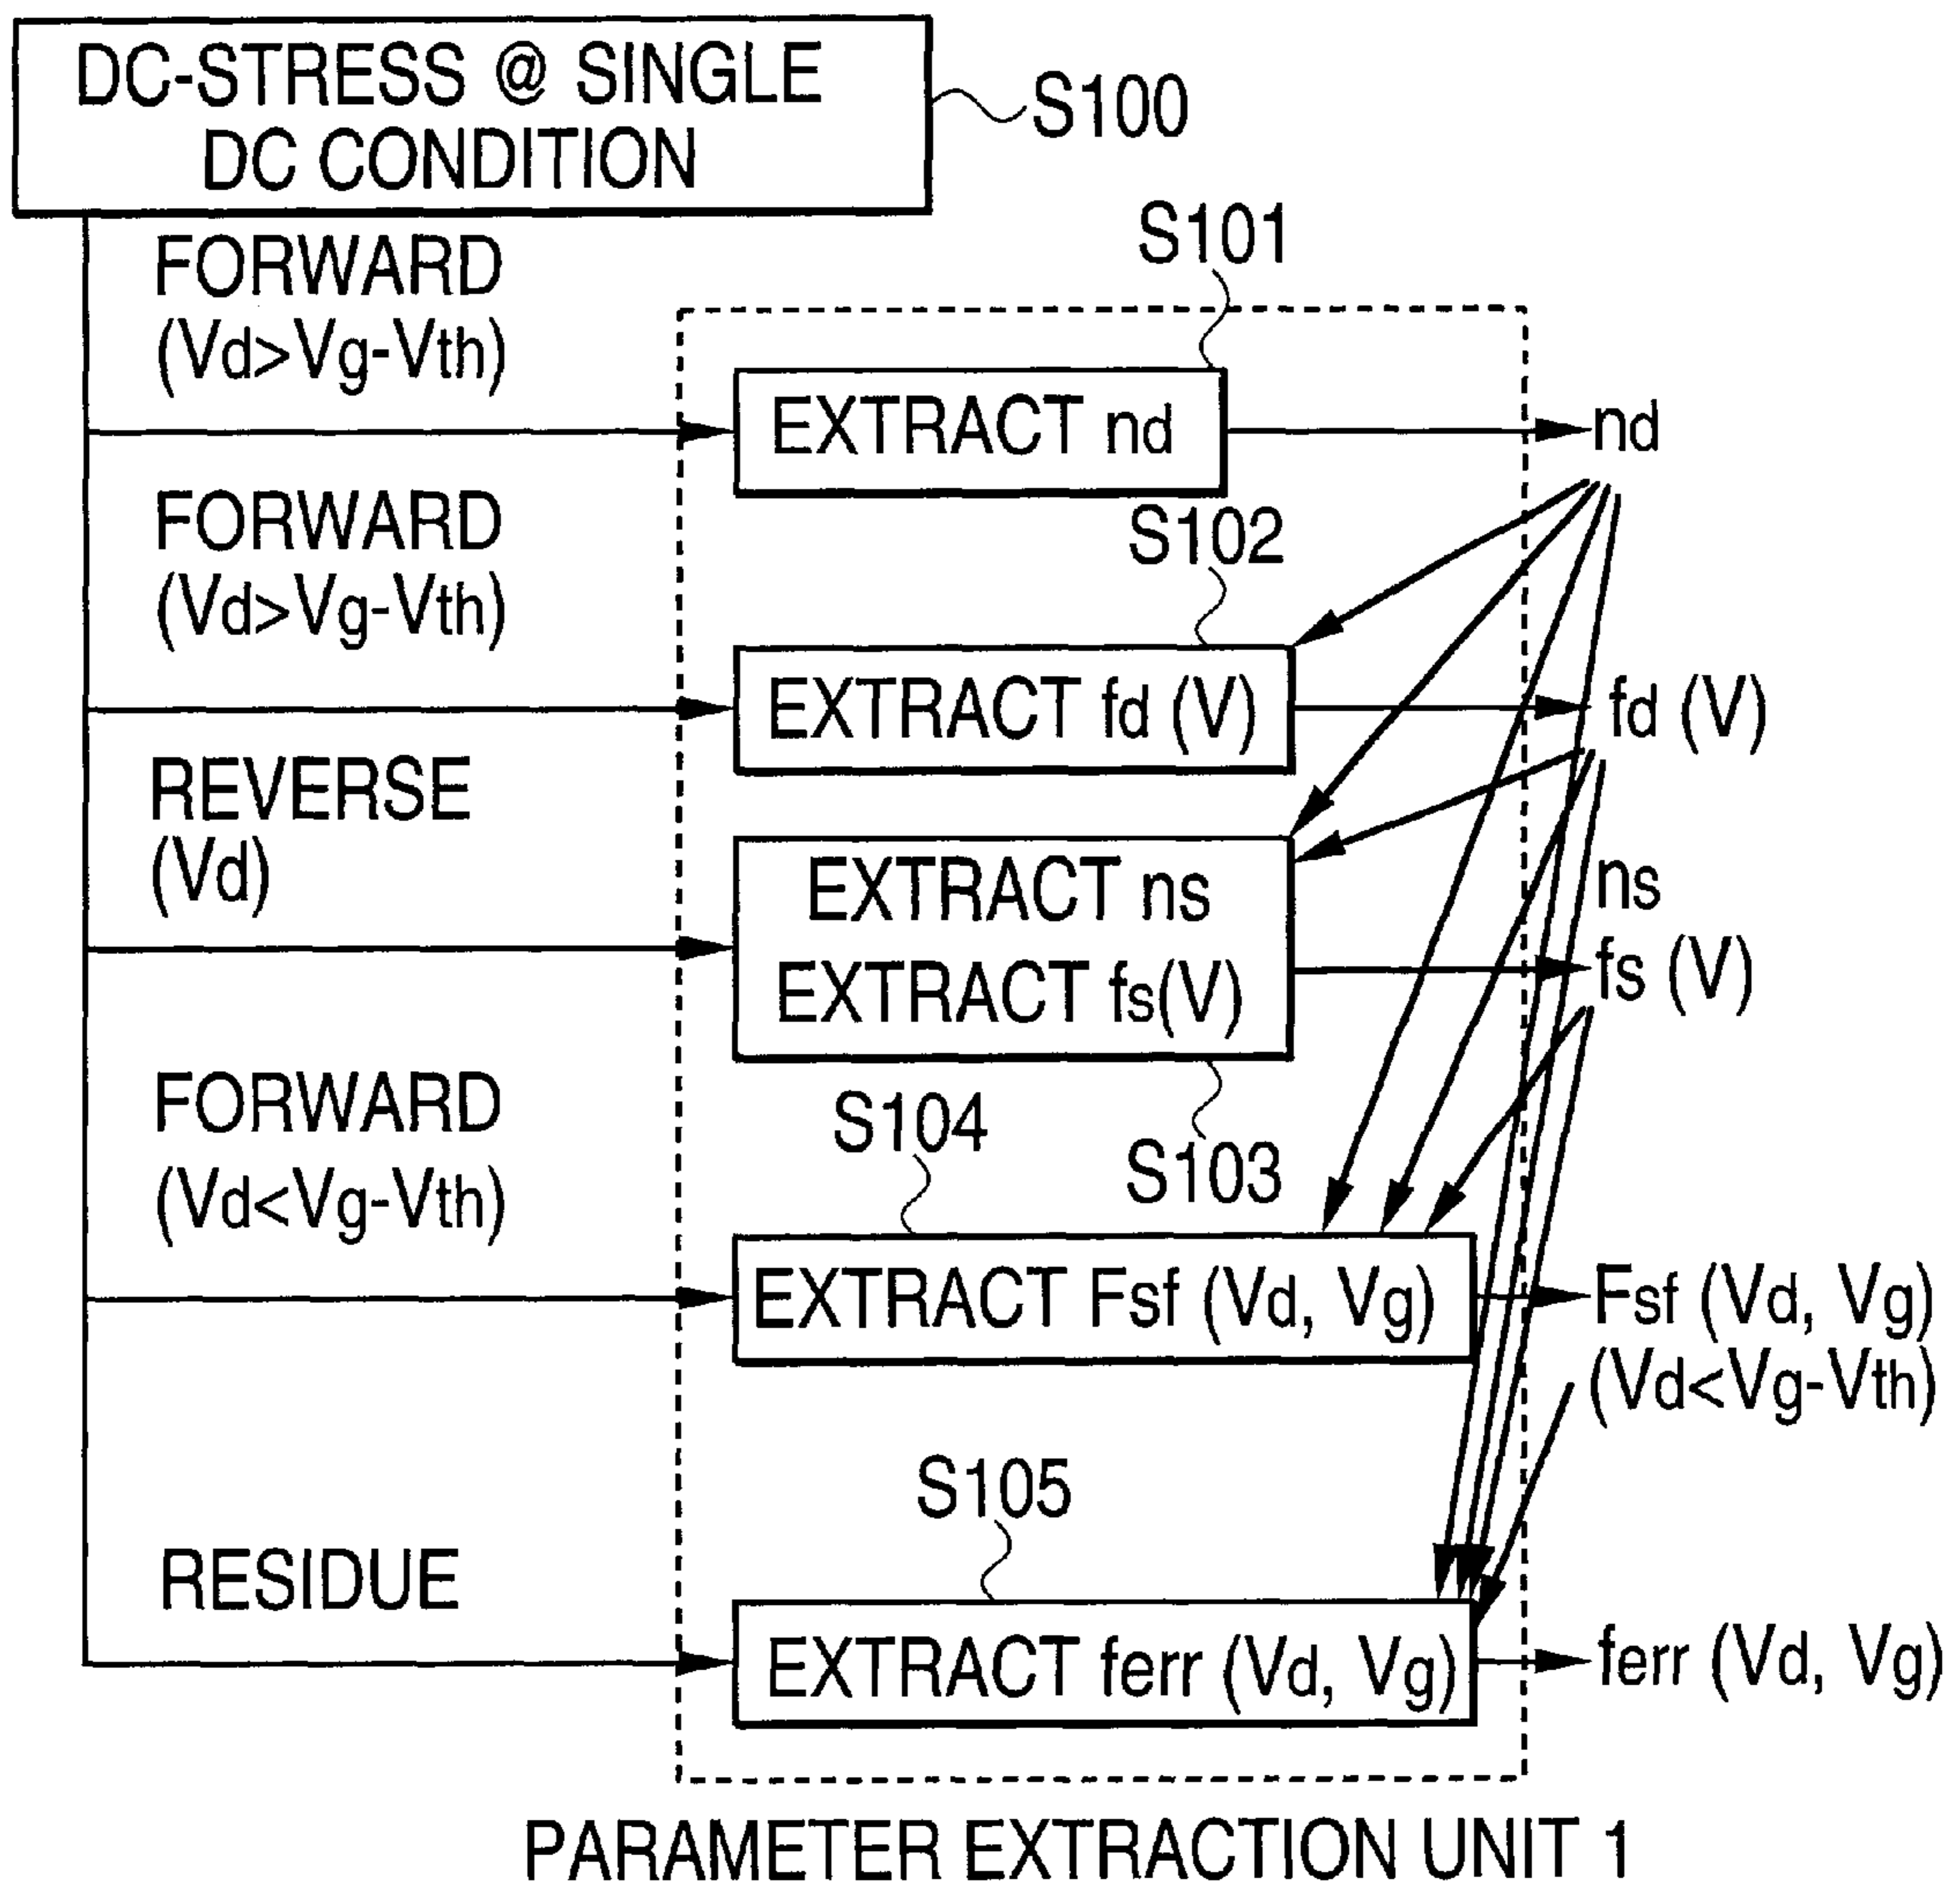 DC-STRESS @ SINGLE
DC CONDITION
S100
FORWARD
(Vd>Vg-Vth)
S101
EXTRACT nd
nd
FORWARD
(Vd>Vg-Vth)
S102
EXTRACT fd (V)
fd (V)
REVERSE
(Vd)
EXTRACT ns
EXTRACT fs(V)
ns
fs (V)
S103
FORWARD
(Vd<Vg-Vth)
S104
EXTRACT Fsf (Vd, Vg)
Fsf (Vd, Vg)
(Vd<Vg-Vth)
RESIDUE
S105
EXTRACT ferr (Vd, Vg)
ferr (Vd, Vg)
PARAMETER EXTRACTION UNIT 1